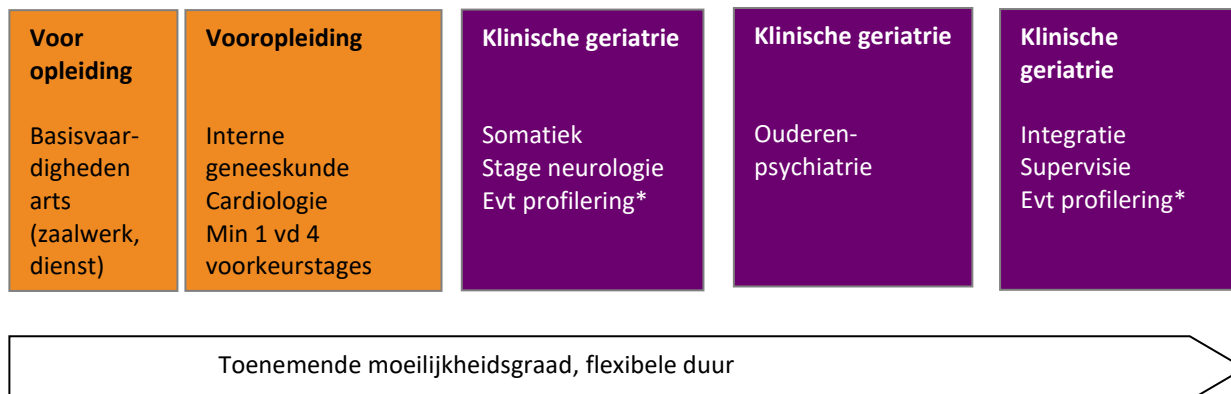 Voor
opleiding
Basisvaar-
digheden
arts
(zaalwerk,
dienst)
Vooropleiding
Interne
geneeskunde
Cardiologie
Min 1 vd 4
voorkeurstages
Klinische geriatrie
Somatiek
Stage neurologie
Evt profilering*
Klinische geriatrie
Ouderen-
psychiatrie
Klinische
geriatrie
Integratie
Supervisie
Evt profilering*
Toenemende moeilijkheidsgraad, flexibele duur